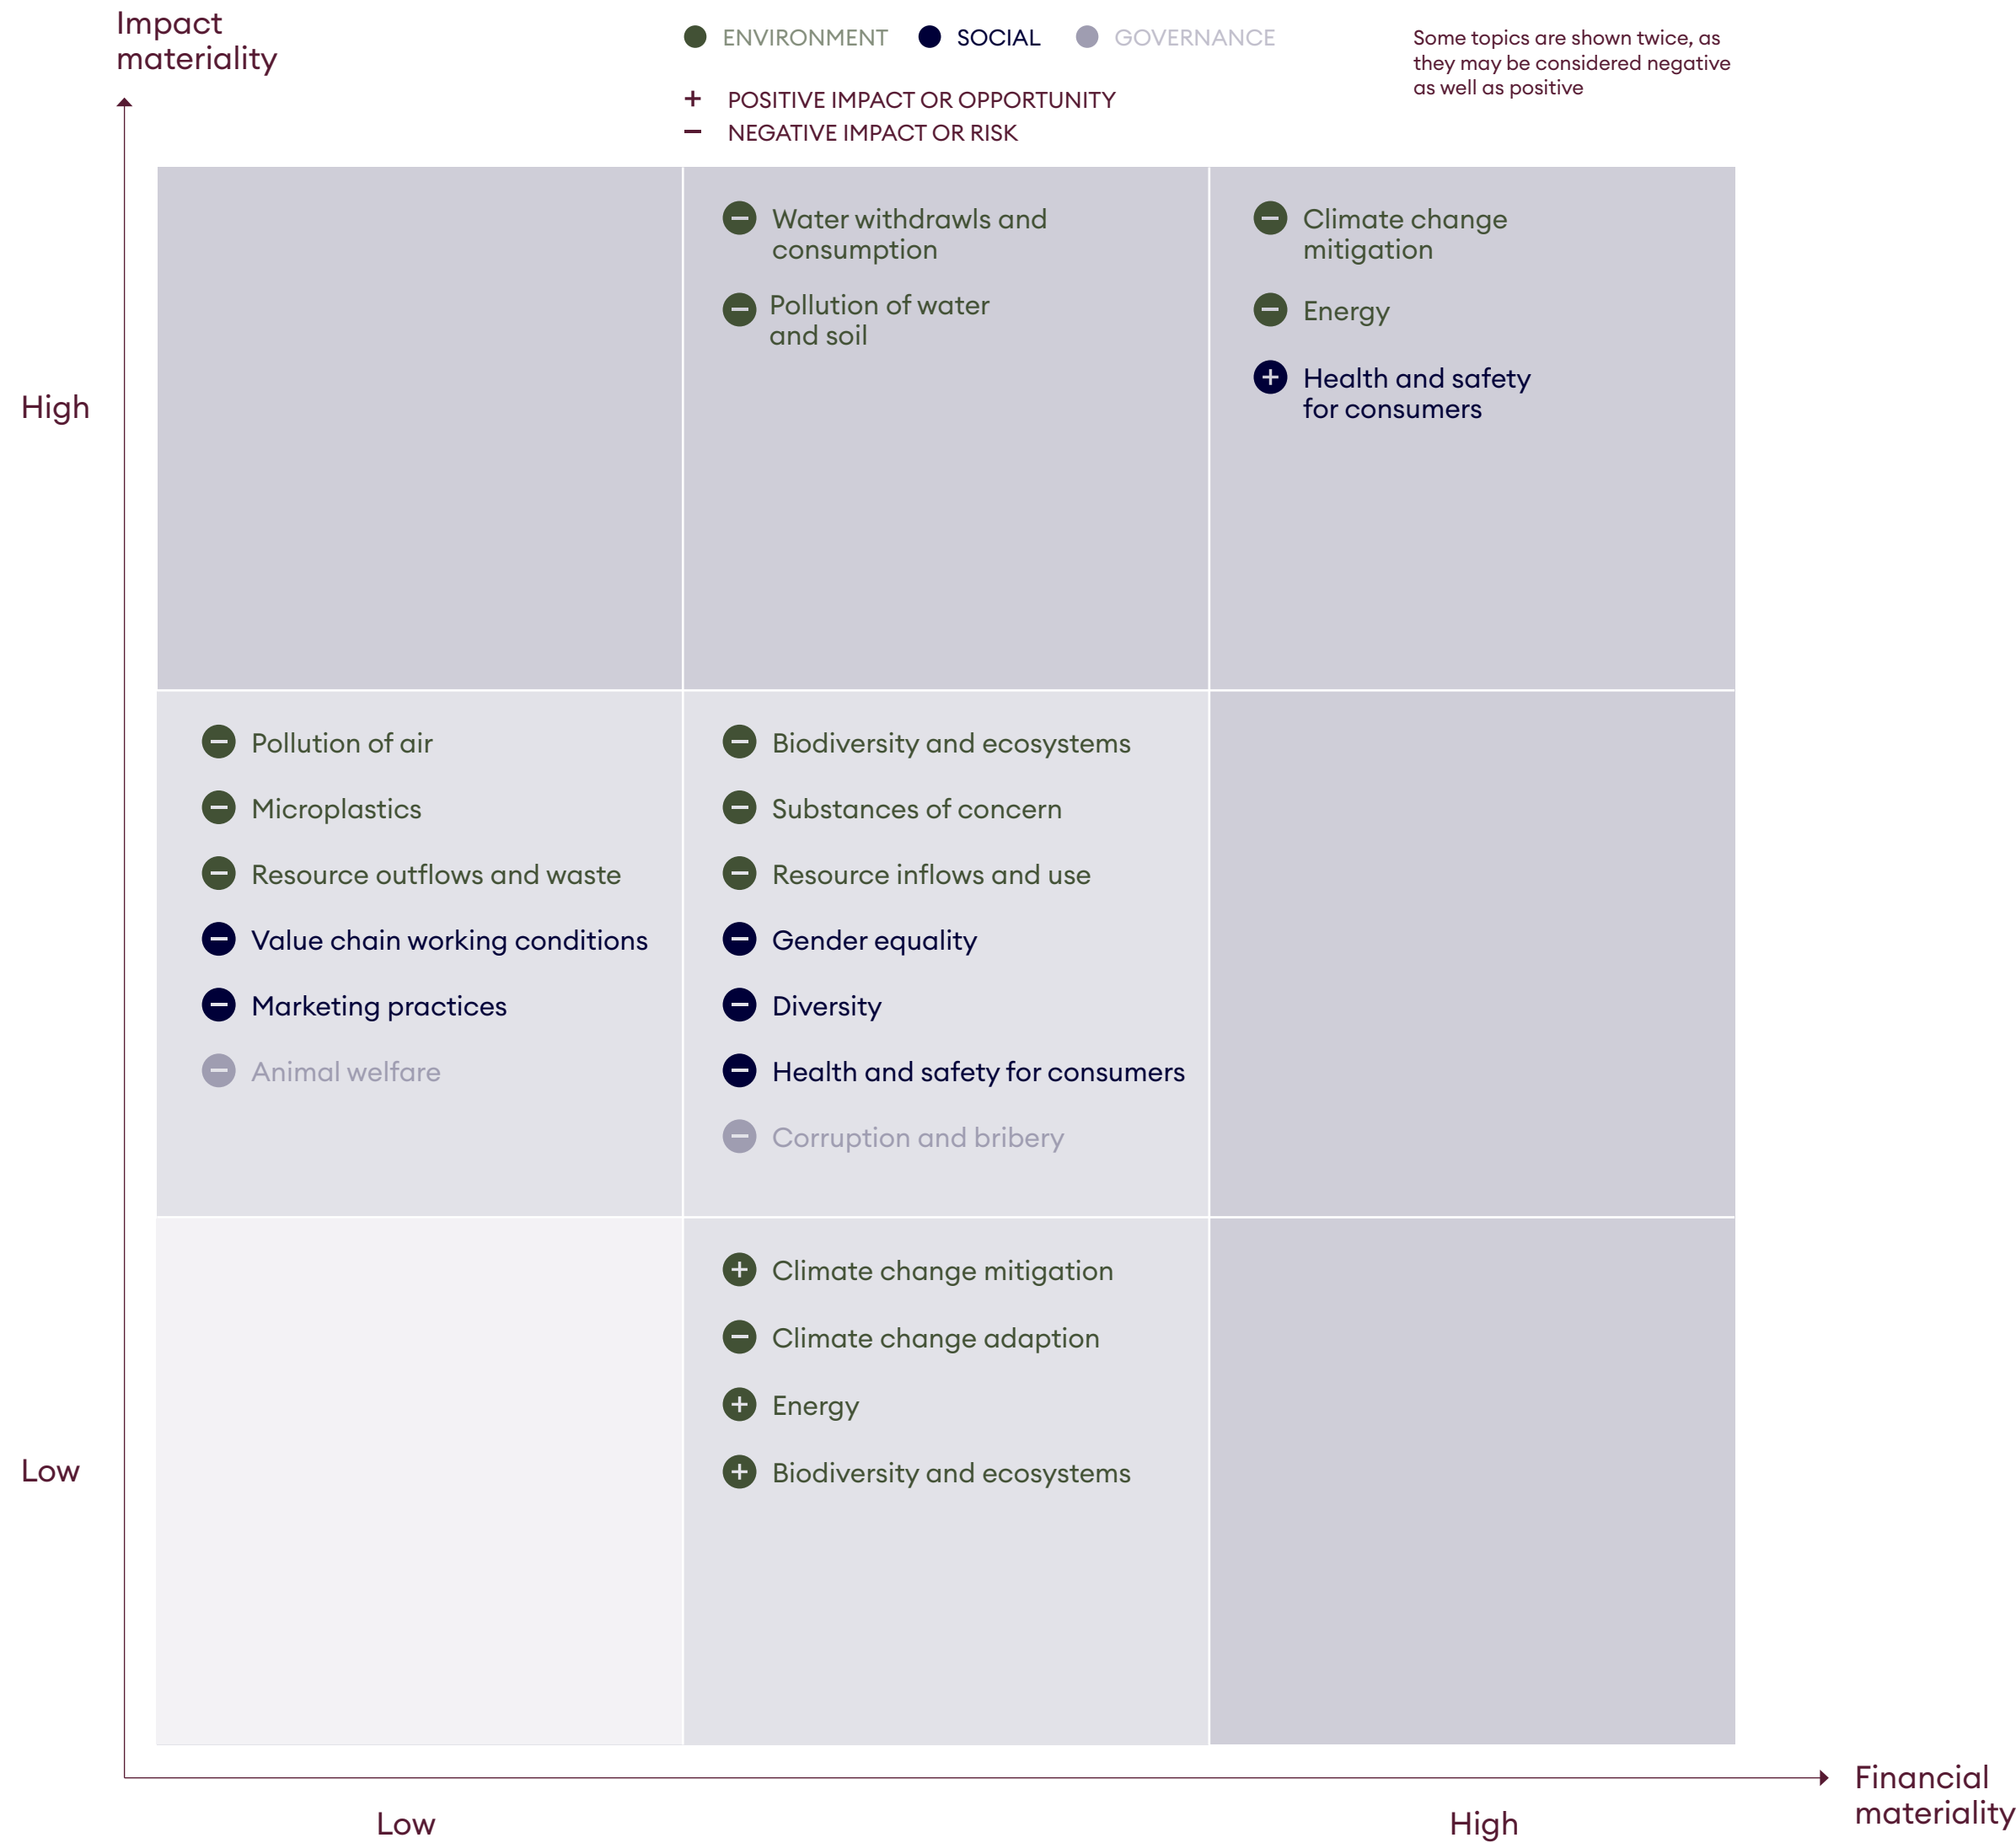 Impact
materiality
ENVIRONMENT
SOCIAL
GOVERNANCE
+ POSITIVE IMPACT OR OPPORTUNITY
− NEGATIVE IMPACT OR RISK
Some topics are shown twice, as
they may be considered negative
as well as positive
High
− Water withdrawls and
consumption
− Pollution of water
and soil
− Climate change
mitigation
− Energy
+ Health and safety
for consumers
− Pollution of air
− Microplastics
− Resource outflows and waste
− Value chain working conditions
− Marketing practices
− Animal welfare
− Biodiversity and ecosystems
− Substances of concern
− Resource inflows and use
− Gender equality
− Diversity
− Health and safety for consumers
− Corruption and bribery
Low
+ Climate change mitigation
− Climate change adaption
+ Energy
+ Biodiversity and ecosystems
Low
High
Financial
materiality